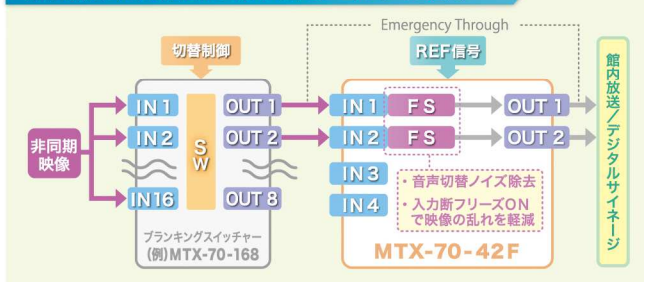 Emergency Through
切替制御
REF信号
非同期
映像
IN 1
IN 2
IN16
SW
OUT 1
OUT 2
OUT 8
ブランキングスイッチャー
(例)MTX-70-168
IN 1
IN 2
IN 3
IN 4
FS
FS
OUT 1
OUT 2
・音声切替ノイズ除去
・入力断フリーズON
で映像の乱れを軽減
MTX-70-42F
館内放送/デジタルサイネージ